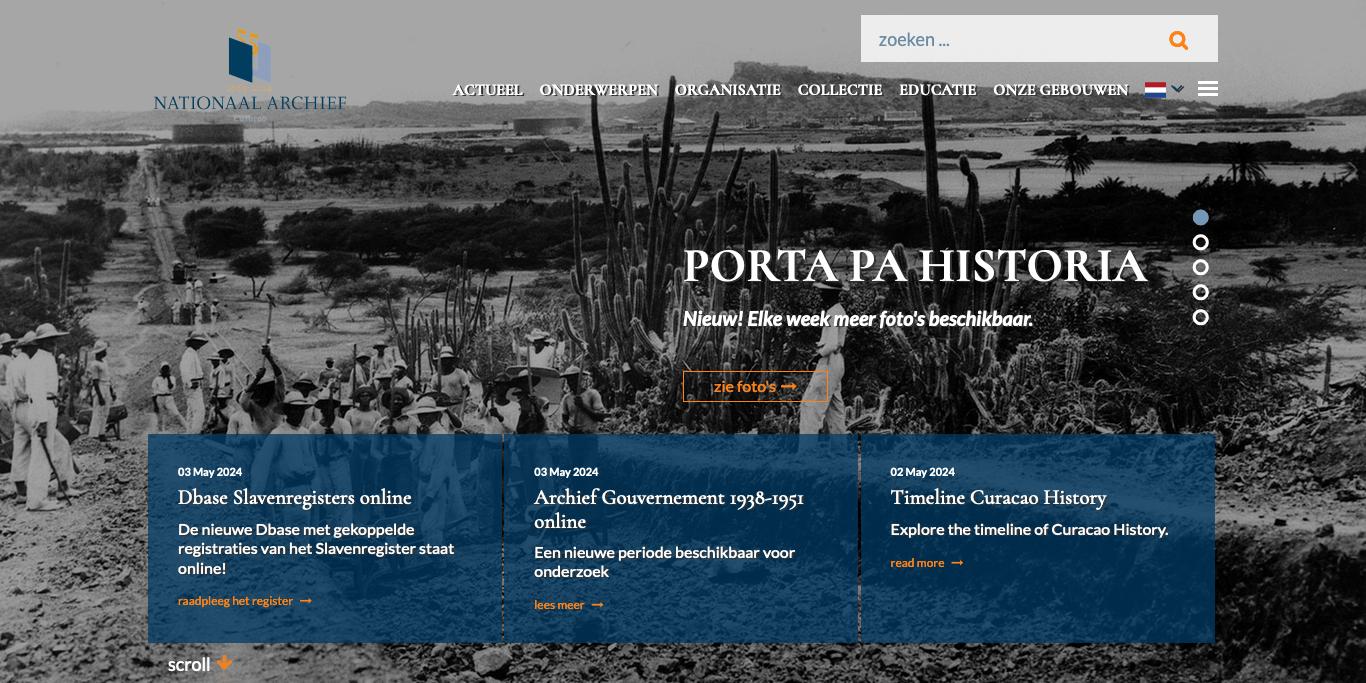 zoeken ...
NATIONAAL ARCHIEF
Curaçao
ACTUEEL ONDERWERPEN ORGANISATIE COLLECTIE EDUCATIE ONZE GEBOUWEN
PORTA PA HISTORIA
Nieuw! Elke week meer foto's beschikbaar.
zie foto's
03 May 2024
Dbase Slavenregisters online
De nieuwe Dbase met gekoppelde
registraties van het Slavenregister staat
online!
raadpleeg het register
03 May 2024
Archief Gouvernement 1938-1951
online
Een nieuwe periode beschikbaar voor
onderzoek
lees meer
02 May 2024
Timeline Curacao History
Explore the timeline of Curacao History.
read more
scroll